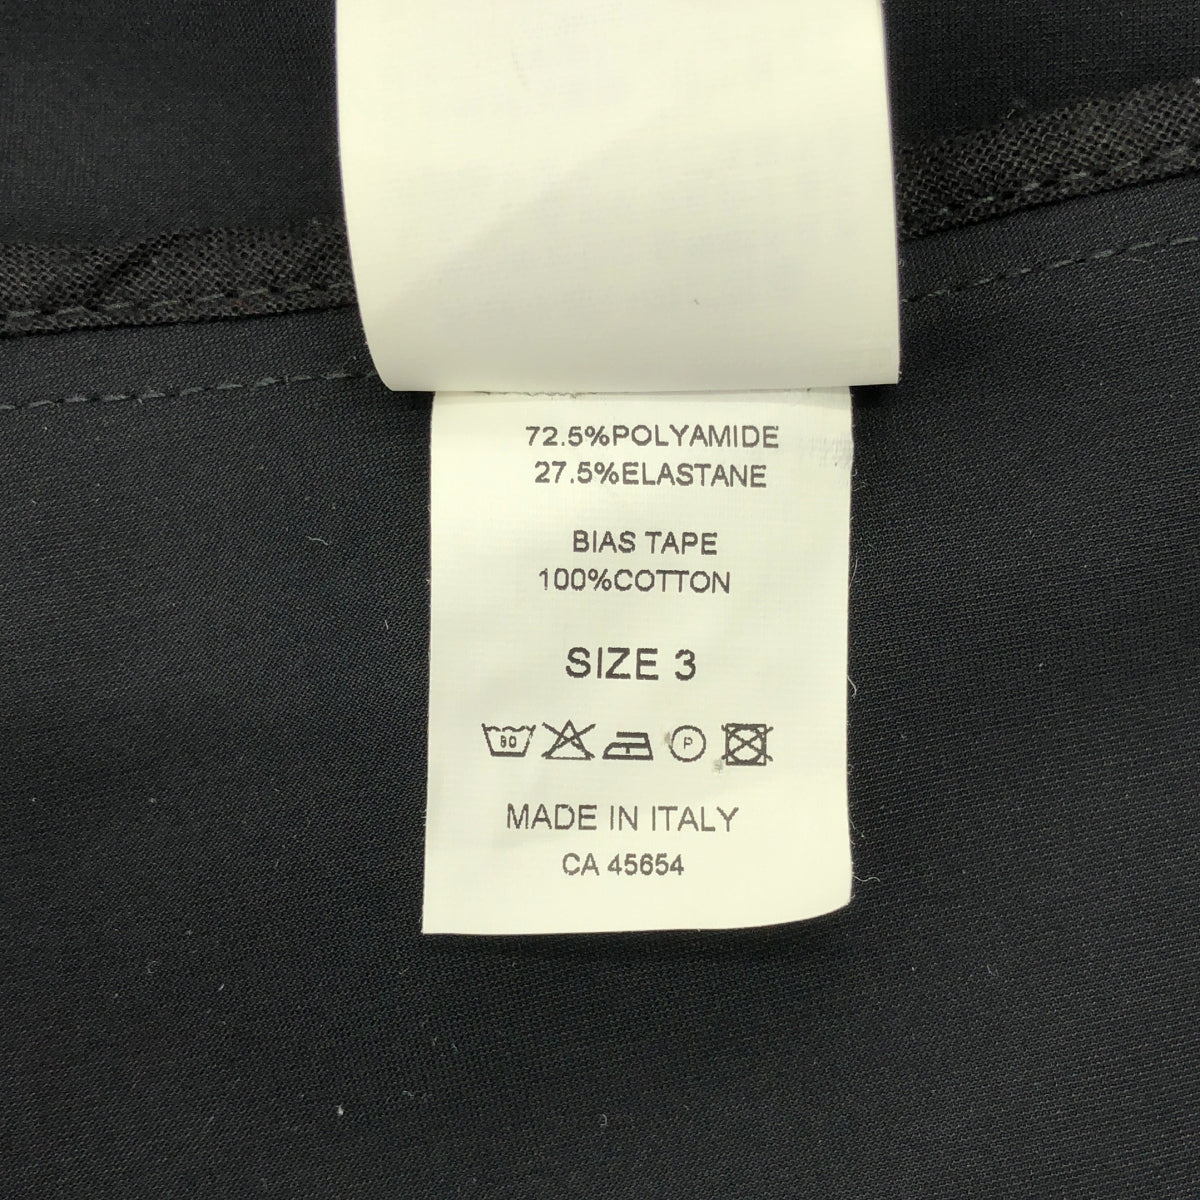 72.5%POLYAMIDE
27.5%ELASTANE
BIAS TAPE
100%COTTON
SIZE 3
P
MADE IN ITALY
CA 45654